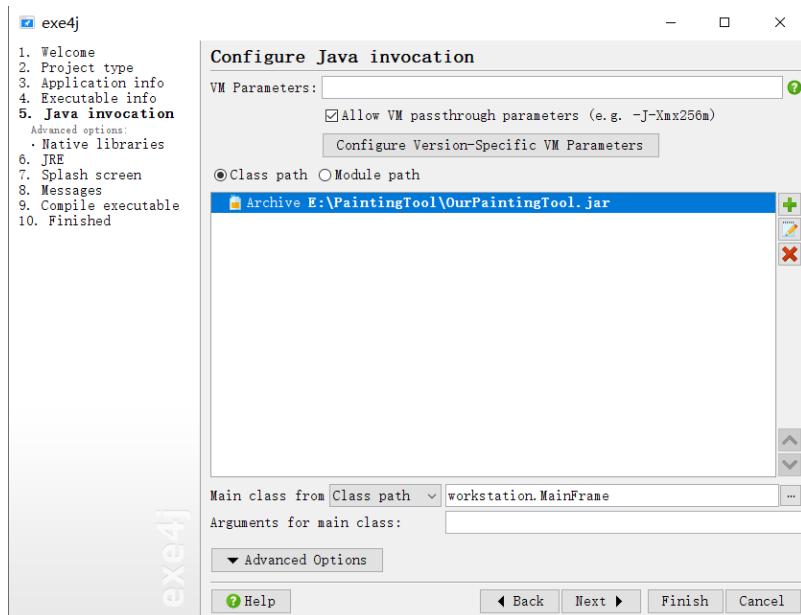 exe4j
1. Welcome
2. Project type
3. Application info
4. Executable info
5. Java invocation
Advanced options:
· Native libraries
6. JRE
7. Splash screen
8. Messages
9. Compile executable
10. Finished
exe4j
Configure Java invocation
VM Parameters:
Allow VM passthrough parameters (e.g. -J-Xmx256m)
Configure Version-Specific VM Parameters
Class path Module path
Archive E:\PaintingTool\OurPaintingTool.jar
Main class from Class path workstation.MainFrame ...
Arguments for main class:
Advanced Options
Help Back Next Finish Cancel